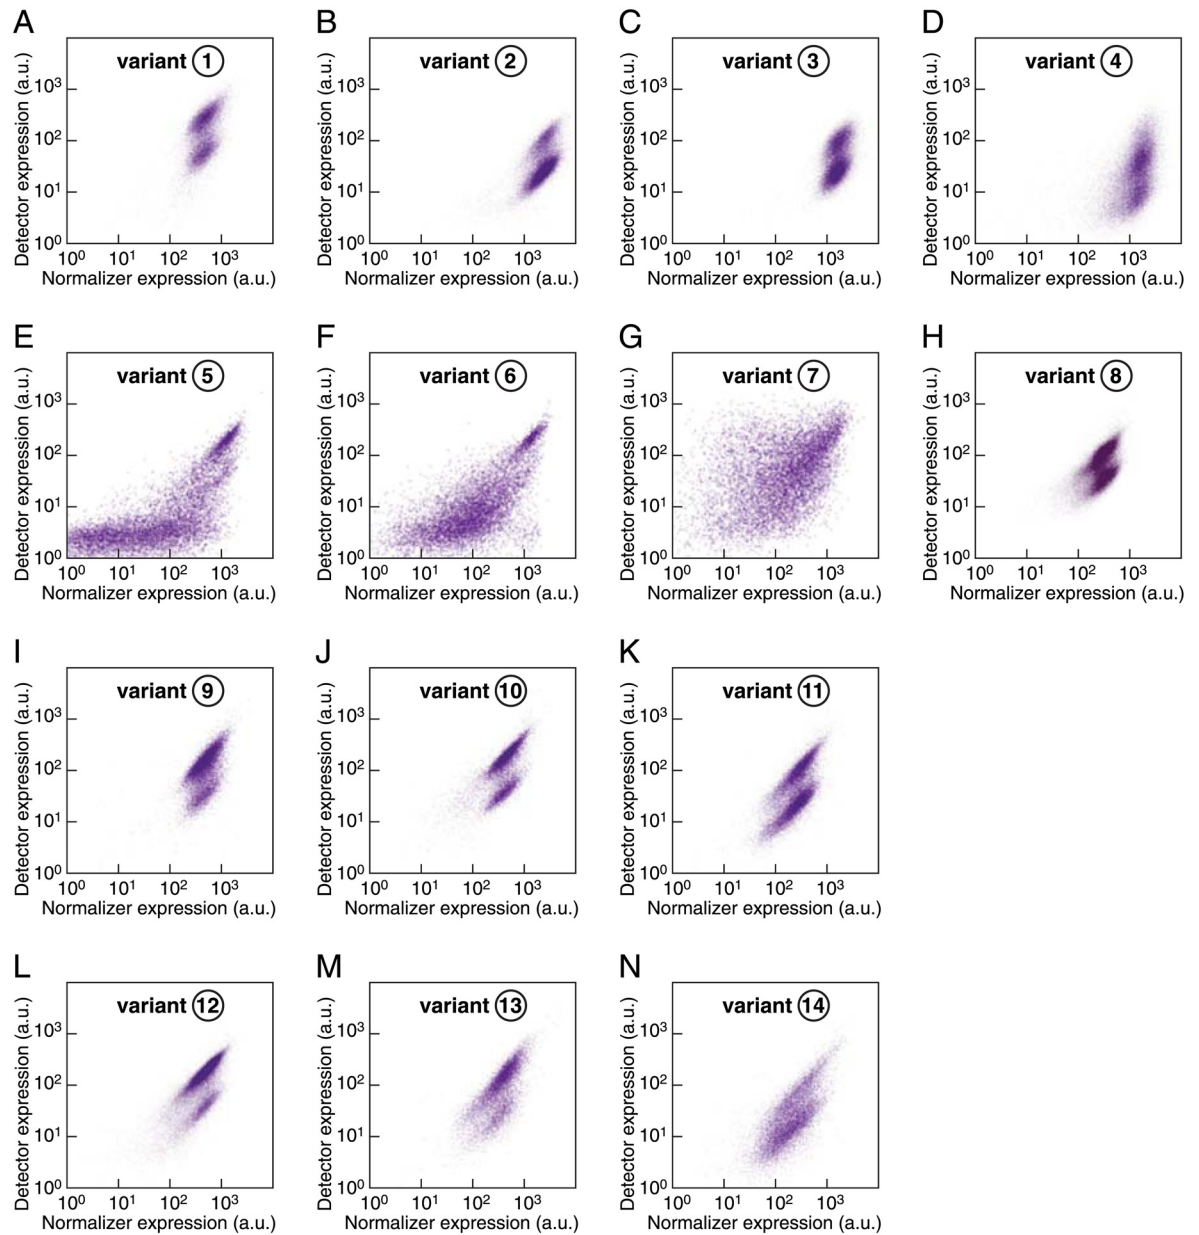 A
variant 1
Detector expression (a.u.)
10³
10²
10¹
10⁰
10⁰ 10¹ 10² 10³
Normalizer expression (a.u.)
B
variant 2
Detector expression (a.u.)
10³
10²
10¹
10⁰
10⁰ 10¹ 10² 10³
Normalizer expression (a.u.)
C
variant 3
Detector expression (a.u.)
10³
10²
10¹
10⁰
10⁰ 10¹ 10² 10³
Normalizer expression (a.u.)
D
variant 4
Detector expression (a.u.)
10³
10²
10¹
10⁰
10⁰ 10¹ 10² 10³
Normalizer expression (a.u.)
E
variant 5
Detector expression (a.u.)
10³
10²
10¹
10⁰
10⁰ 10¹ 10² 10³
Normalizer expression (a.u.)
F
variant 6
Detector expression (a.u.)
10³
10²
10¹
10⁰
10⁰ 10¹ 10² 10³
Normalizer expression (a.u.)
G
variant 7
Detector expression (a.u.)
10³
10²
10¹
10⁰
10⁰ 10¹ 10² 10³
Normalizer expression (a.u.)
H
variant 8
Detector expression (a.u.)
10³
10²
10¹
10⁰
10⁰ 10¹ 10² 10³
Normalizer expression (a.u.)
I
variant 9
Detector expression (a.u.)
10³
10²
10¹
10⁰
10⁰ 10¹ 10² 10³
Normalizer expression (a.u.)
J
variant 10
Detector expression (a.u.)
10³
10²
10¹
10⁰
10⁰ 10¹ 10² 10³
Normalizer expression (a.u.)
K
variant 11
Detector expression (a.u.)
10³
10²
10¹
10⁰
10⁰ 10¹ 10² 10³
Normalizer expression (a.u.)
L
variant 12
Detector expression (a.u.)
10³
10²
10¹
10⁰
10⁰ 10¹ 10² 10³
Normalizer expression (a.u.)
M
variant 13
Detector expression (a.u.)
10³
10²
10¹
10⁰
10⁰ 10¹ 10² 10³
Normalizer expression (a.u.)
N
variant 14
Detector expression (a.u.)
10³
10²
10¹
10⁰
10⁰ 10¹ 10² 10³
Normalizer expression (a.u.)